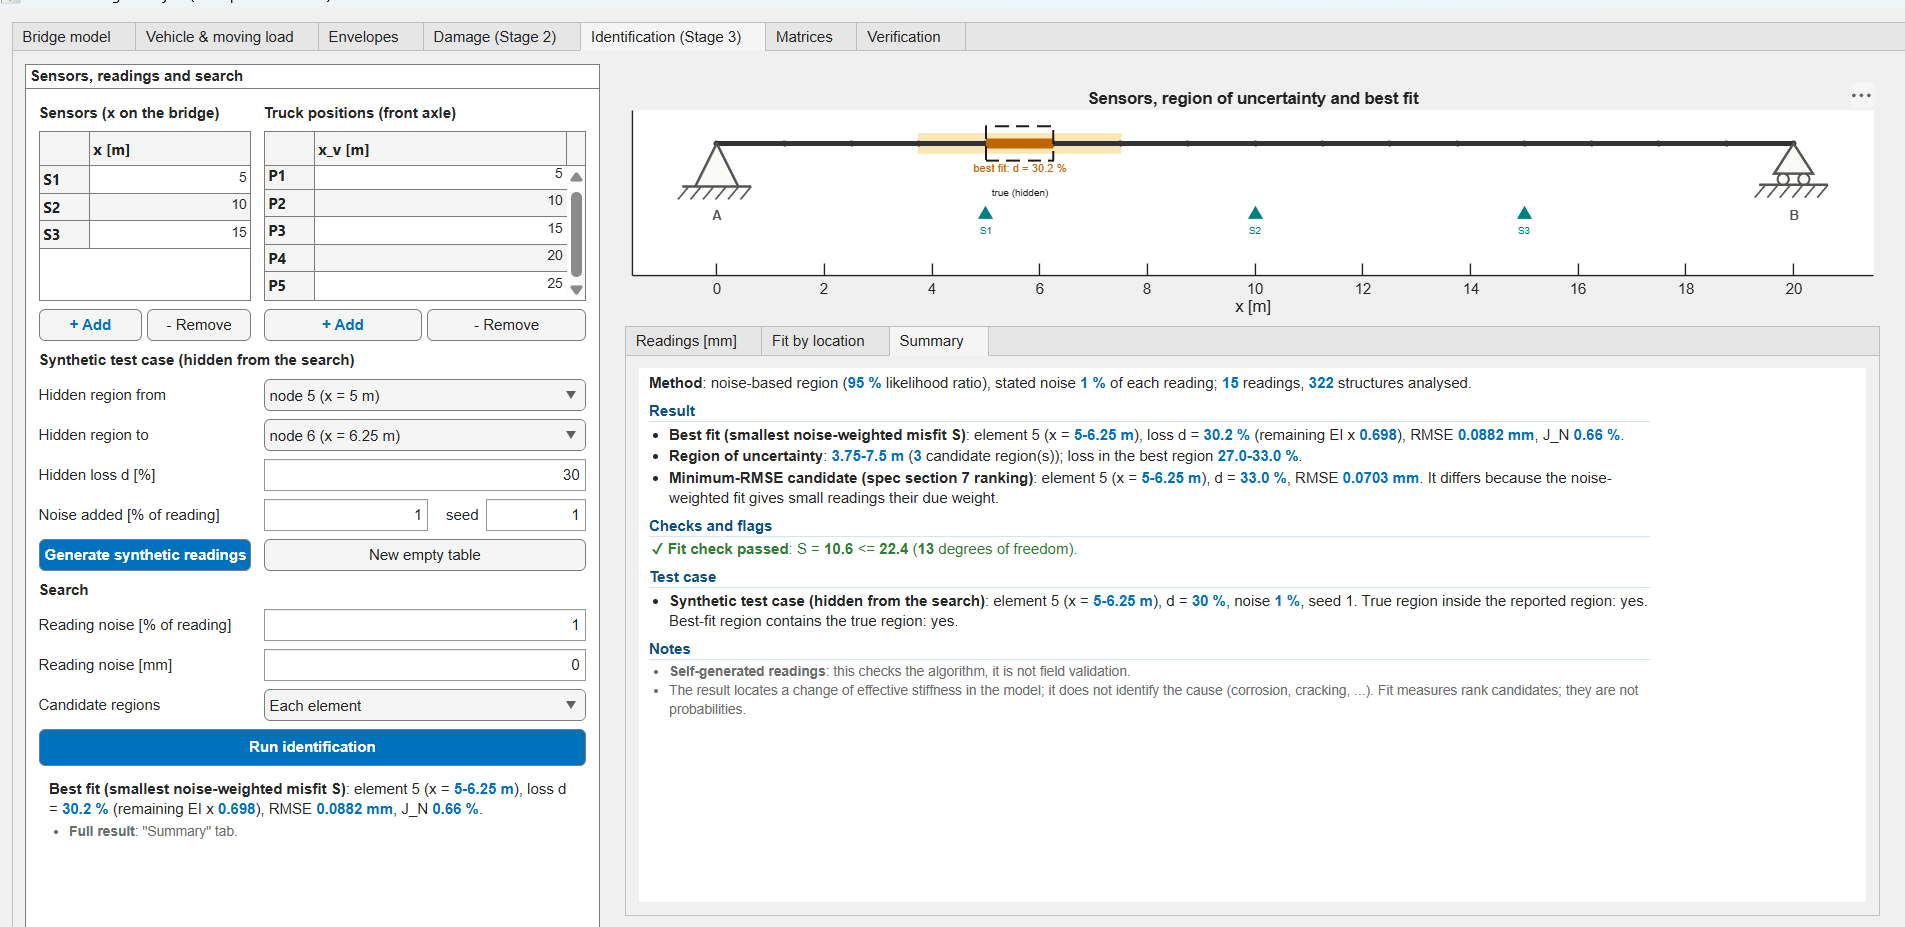 Bridge model
Vehicle & moving load
Envelopes
Damage (Stage 2)
Identification (Stage 3)
Matrices
Verification
Sensors, readings and search
Sensors (x on the bridge)
x [m]
S1 5
S2 10
S3 15
+ Add
- Remove
Truck positions (front axle)
x_v [m]
P1 5
P2 10
P3 15
P4 20
P5 25
+ Add
- Remove
Synthetic test case (hidden from the search)
Hidden region from
node 5 (x = 5 m)
Hidden region to
node 6 (x = 6.25 m)
Hidden loss d [%]
30
Noise added [% of reading]
1
seed
1
Generate synthetic readings
New empty table
Search
Reading noise [% of reading]
1
Reading noise [mm]
0
Candidate regions
Each element
Run identification
Best fit (smallest noise-weighted misfit S): element 5 (x = 5-6.25 m), loss d
= 30.2 % (remaining EI x 0.698), RMSE 0.0882 mm, J_N 0.66 %.
• Full result: "Summary" tab.
Sensors, region of uncertainty and best fit
best fit: d = 30.2 %
true (hidden)
A
S1
S2
S3
B
0 2 4 6 8 10 12 14 16 18 20
x [m]
Readings [mm]
Fit by location
Summary
Method: noise-based region (95 % likelihood ratio), stated noise 1 % of each reading; 15 readings, 322 structures analysed.
Result
• Best fit (smallest noise-weighted misfit S): element 5 (x = 5-6.25 m), loss d = 30.2 % (remaining EI x 0.698), RMSE 0.0882 mm, J_N 0.66 %.
• Region of uncertainty: 3.75-7.5 m (3 candidate region(s)); loss in the best region 27.0-33.0 %.
• Minimum-RMSE candidate (spec section 7 ranking): element 5 (x = 5-6.25 m), d = 33.0 %, RMSE 0.0703 mm. It differs because the noise-
weighted fit gives small readings their due weight.
Checks and flags
✓ Fit check passed: S = 10.6 <= 22.4 (13 degrees of freedom).
Test case
• Synthetic test case (hidden from the search): element 5 (x = 5-6.25 m), d = 30 %, noise 1 %, seed 1. True region inside the reported region: yes.
Best-fit region contains the true region: yes.
Notes
• Self-generated readings: this checks the algorithm, it is not field validation.
• The result locates a change of effective stiffness in the model; it does not identify the cause (corrosion, cracking, ...). Fit measures rank candidates; they are not
probabilities.